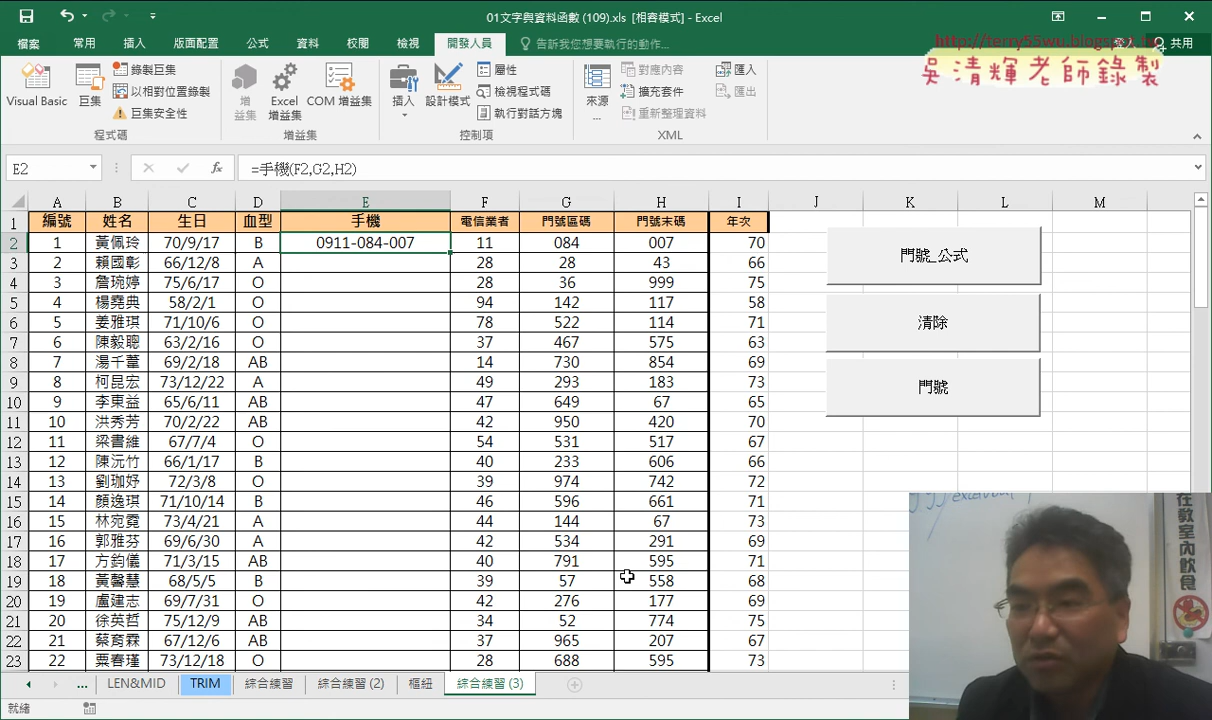 01文字與資料函數 (109).xls [相容模式] - Excel
檔案 常用 插入 版面配置 公式 資料 校閱 檢視 開發人員 告訴我您想要執行的動作... 登入 共用
http://terry55wu.blogspot.tw
吳清輝老師錄製
Visual Basic 巨集 錄製巨集 以相對位置錄製 巨集安全性 增益集 Excel 增益集 COM 增益集 插入 設計模式 屬性 檢視程式碼 執行對話方塊 來源... 對應內容 擴充套件 重新整理資料 匯入 匯出
程式碼 增益集 控制項 XML
E2 fx =手機(F2,G2,H2)
A B C D E F G H I J K L M
1 編號 姓名 生日 血型 手機 電信業者 門號區碼 門號末碼 年次
2 1 黃佩玲 70/9/17 B 0911-084-007 11 084 007 70
3 2 賴國彰 66/12/8 A 28 28 43 66
4 3 詹琬婷 75/6/17 O 28 36 999 75
5 4 楊堯典 58/2/1 O 94 142 117 58
6 5 姜雅琪 71/10/6 O 78 522 114 71
7 6 陳毅聰 63/2/16 O 37 467 575 63
8 7 湯千蕙 69/2/18 AB 14 730 854 69
9 8 柯昆宏 73/12/22 A 49 293 183 73
10 9 李東益 65/6/11 AB 47 649 67 65
11 10 洪秀芳 70/2/22 AB 42 950 420 70
12 11 梁書維 67/7/4 O 54 531 517 67
13 12 陳沅竹 66/1/17 B 40 233 606 66
14 13 劉珈妤 72/3/8 O 39 974 742 72
15 14 顏逸琪 71/10/14 B 46 596 661 71
16 15 林宛霓 73/4/21 A 44 144 67 73
17 16 郭雅芬 69/6/30 A 42 534 291 69
18 17 方鈞儀 71/3/15 AB 40 791 595 71
19 18 黃馨慧 68/5/5 B 39 57 558 68
20 19 盧建志 69/7/31 O 42 276 177 69
21 20 徐英哲 75/12/9 AB 34 52 774 75
22 21 蔡育霖 67/12/6 AB 37 965 207 67
23 22 粟春瑾 73/12/18 O 28 688 595 73
門號_公式
清除
門號
在教室內飲食
... LEN&MID TRIM 綜合練習 綜合練習 (2) 樞紐 綜合練習 (3)
就緒